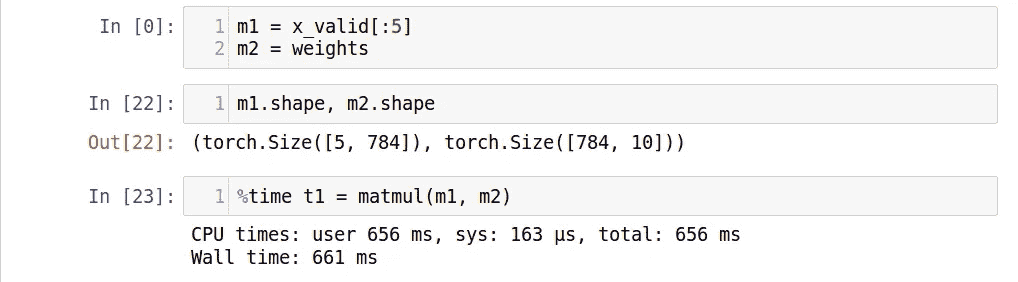 In [0]: 1 m1 = x_valid[:5]
2 m2 = weights
In [22]: 1 m1.shape, m2.shape
Out[22]: (torch.Size([5, 784]), torch.Size([784, 10]))
In [23]: 1 %time t1 = matmul(m1, m2)
CPU times: user 656 ms, sys: 163 µs, total: 656 ms
Wall time: 661 ms